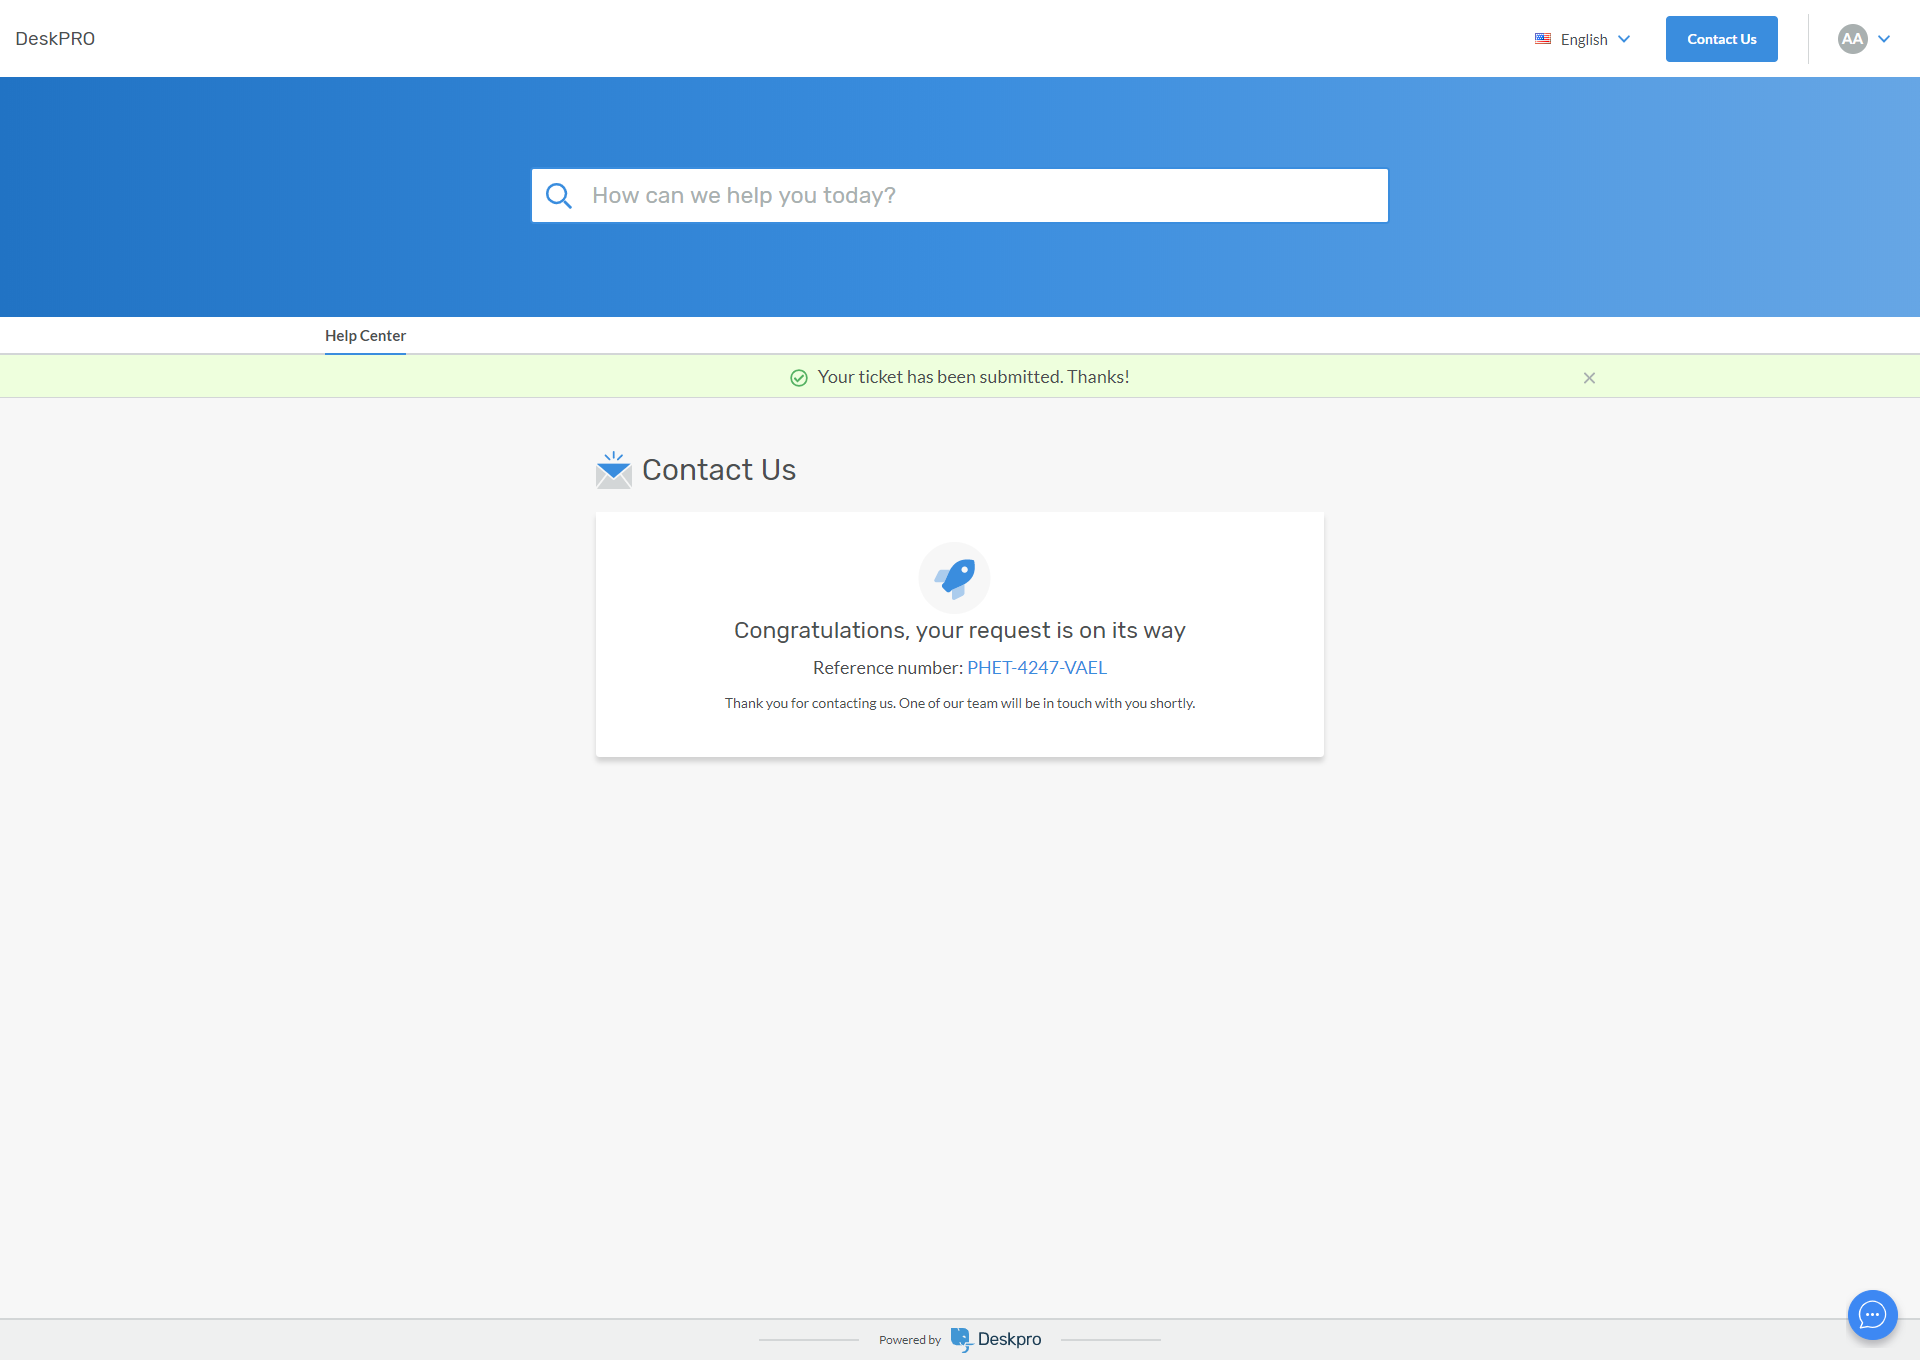 DeskPRO
English
Contact Us
AA
How can we help you today?
Help Center
Your ticket has been submitted. Thanks!
Contact Us
Congratulations, your request is on its way
Reference number: PHET-4247-VAEL
Thank you for contacting us. One of our team will be in touch with you shortly.
Powered by Deskpro